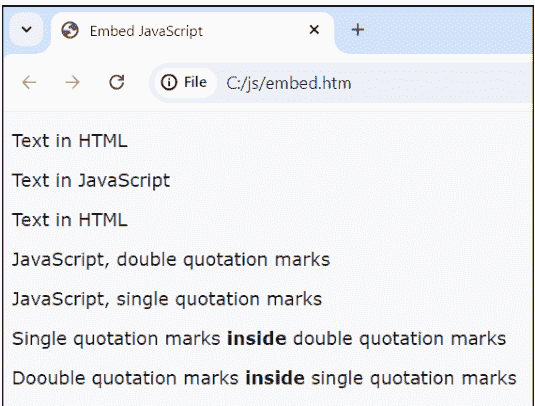 Embed JavaScript
File C:/js/embed.htm
Text in HTML
Text in JavaScript
Text in HTML
JavaScript, double quotation marks
JavaScript, single quotation marks
Single quotation marks inside double quotation marks
Doouble quotation marks inside single quotation marks